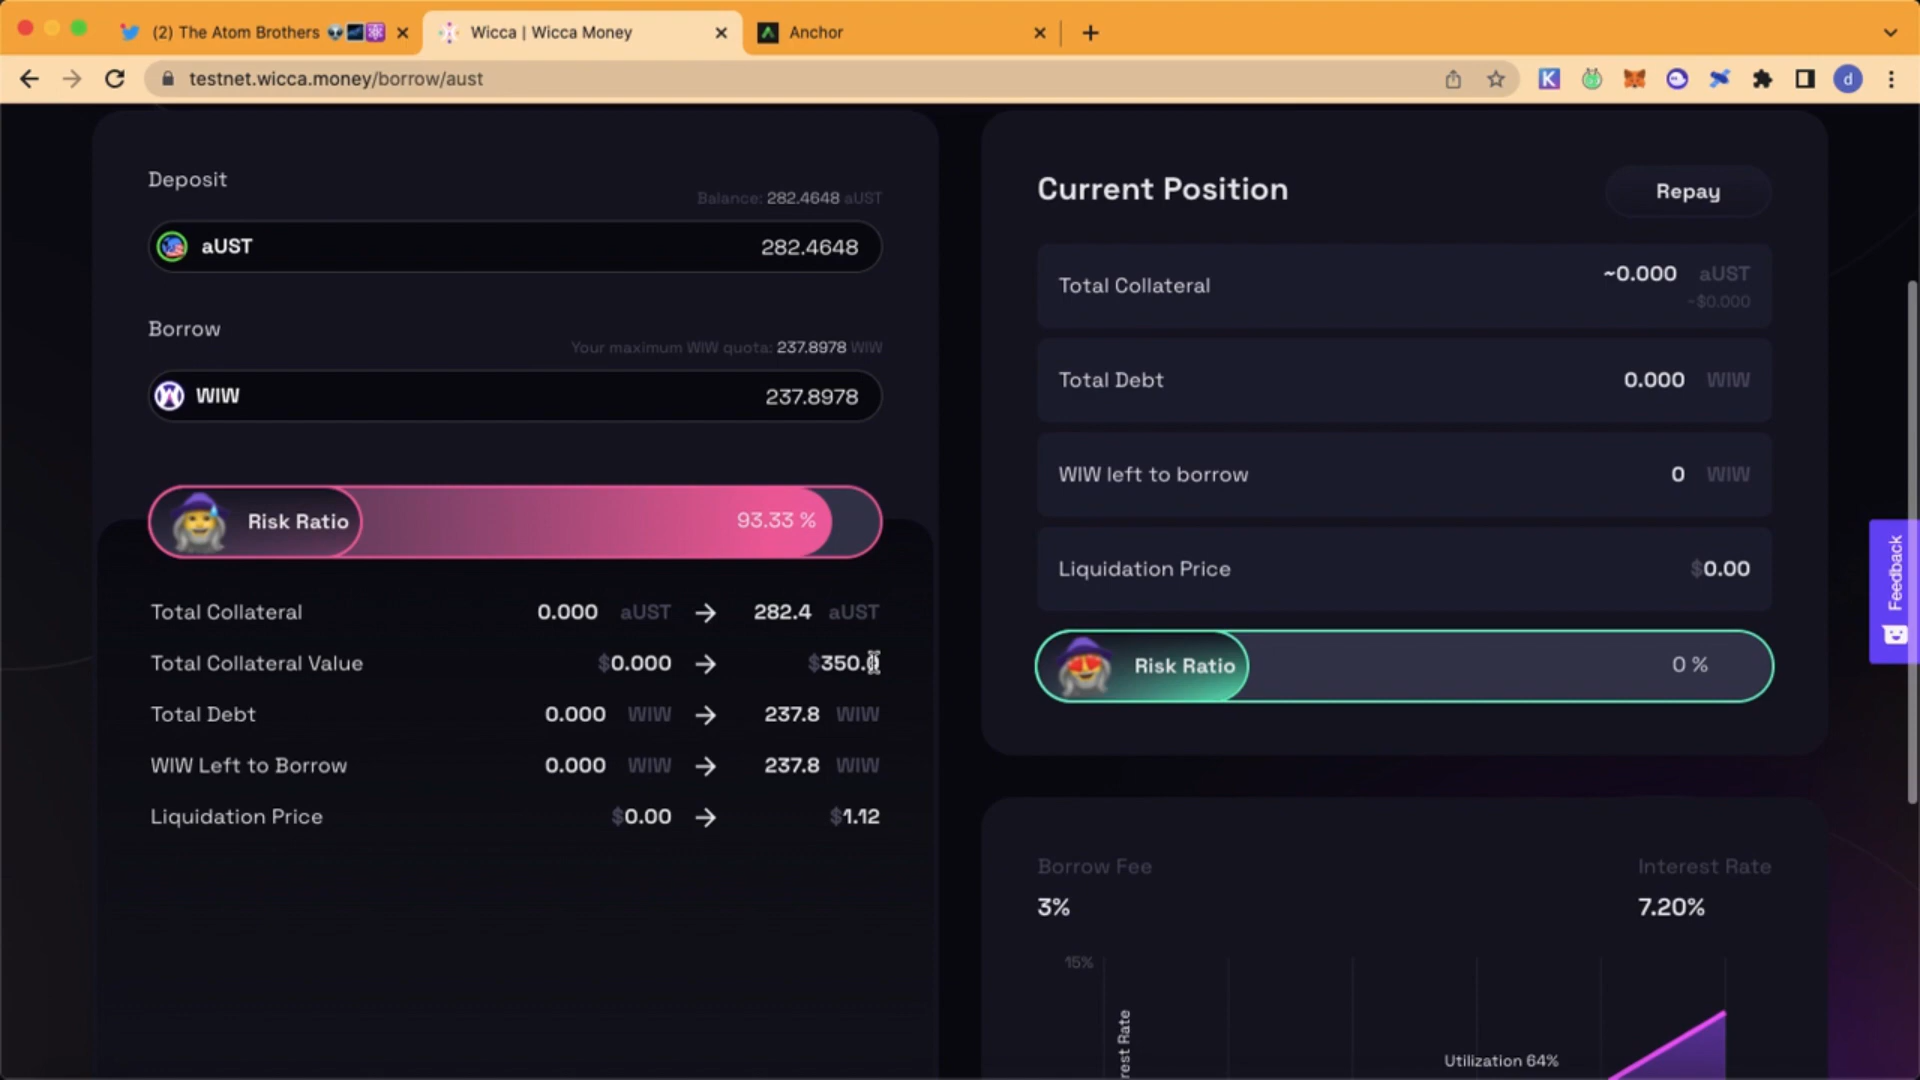 (2) The Atom Brothers
Wicca | Wicca Money
Anchor
testnet.wicca.money/borrow/aust
d
Deposit
Balance: 282.4648 aUST
aUST
282.4648
Borrow
Your maximum WIW quota: 237.8978 WIW
WIW
237.8978
Risk Ratio
93.33 %
Total Collateral 0.000 aUST → 282.4 aUST
Total Collateral Value $0.000 → $350.
Total Debt 0.000 WIW → 237.8 WIW
WIW Left to Borrow 0.000 WIW → 237.8 WIW
Liquidation Price $0.00 → $1.12
Current Position
Repay
Total Collateral
~0.000 aUST
~$0.000
Total Debt
0.000 WIW
WIW left to borrow
0 WIW
Liquidation Price
$0.00
Risk Ratio
0 %
Feedback
Borrow Fee
3%
Interest Rate
7.20%
15%
Utilization 64%